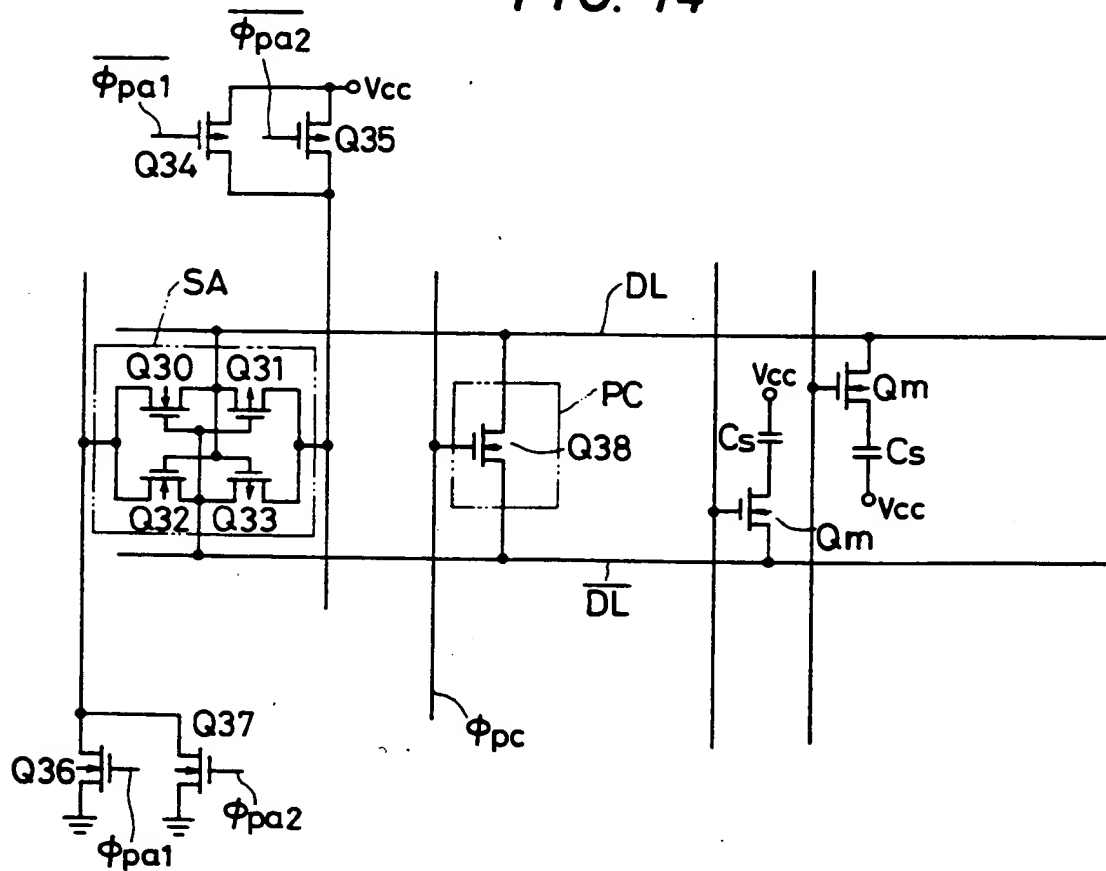 FIG. 14
φpa2
φpa1
Vcc
Q34
Q35
SA
DL
Q30
Q31
Vcc
Qm
PC
Cs
Q38
Cs
Q32
Q33
Vcc
Qm
DL
φpc
Q37
Q36
φpa2
φpa1